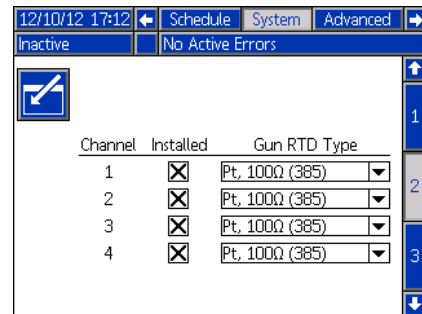 12/10/12 17:12 Schedule System Advanced
Inactive No Active Errors
1
Channel Installed Gun RTD Type
1 Pt, 100Ω (385)
2 Pt, 100Ω (385)
2
3 Pt, 100Ω (385)
4 Pt, 100Ω (385)
3